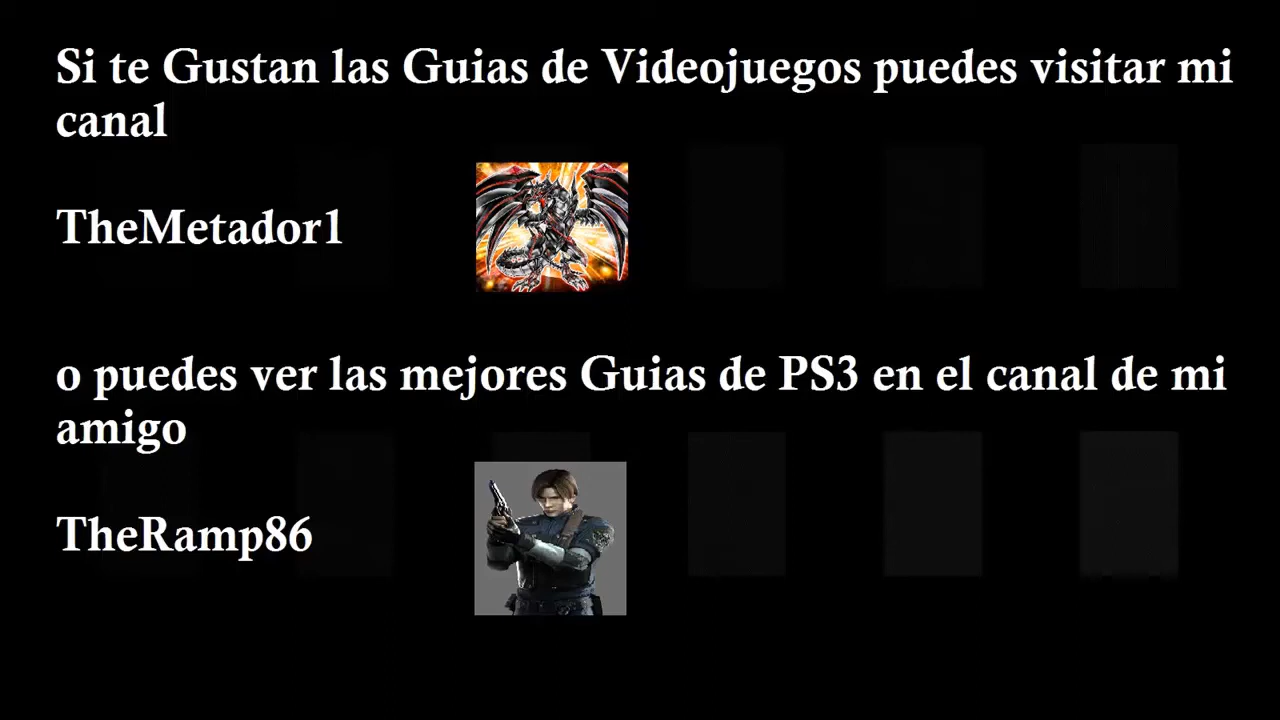 Si te Gustan las Guias de Videojuegos puedes visitar mi
canal
TheMetador1
o puedes ver las mejores Guias de PS3 en el canal de mi
amigo
TheRamp86